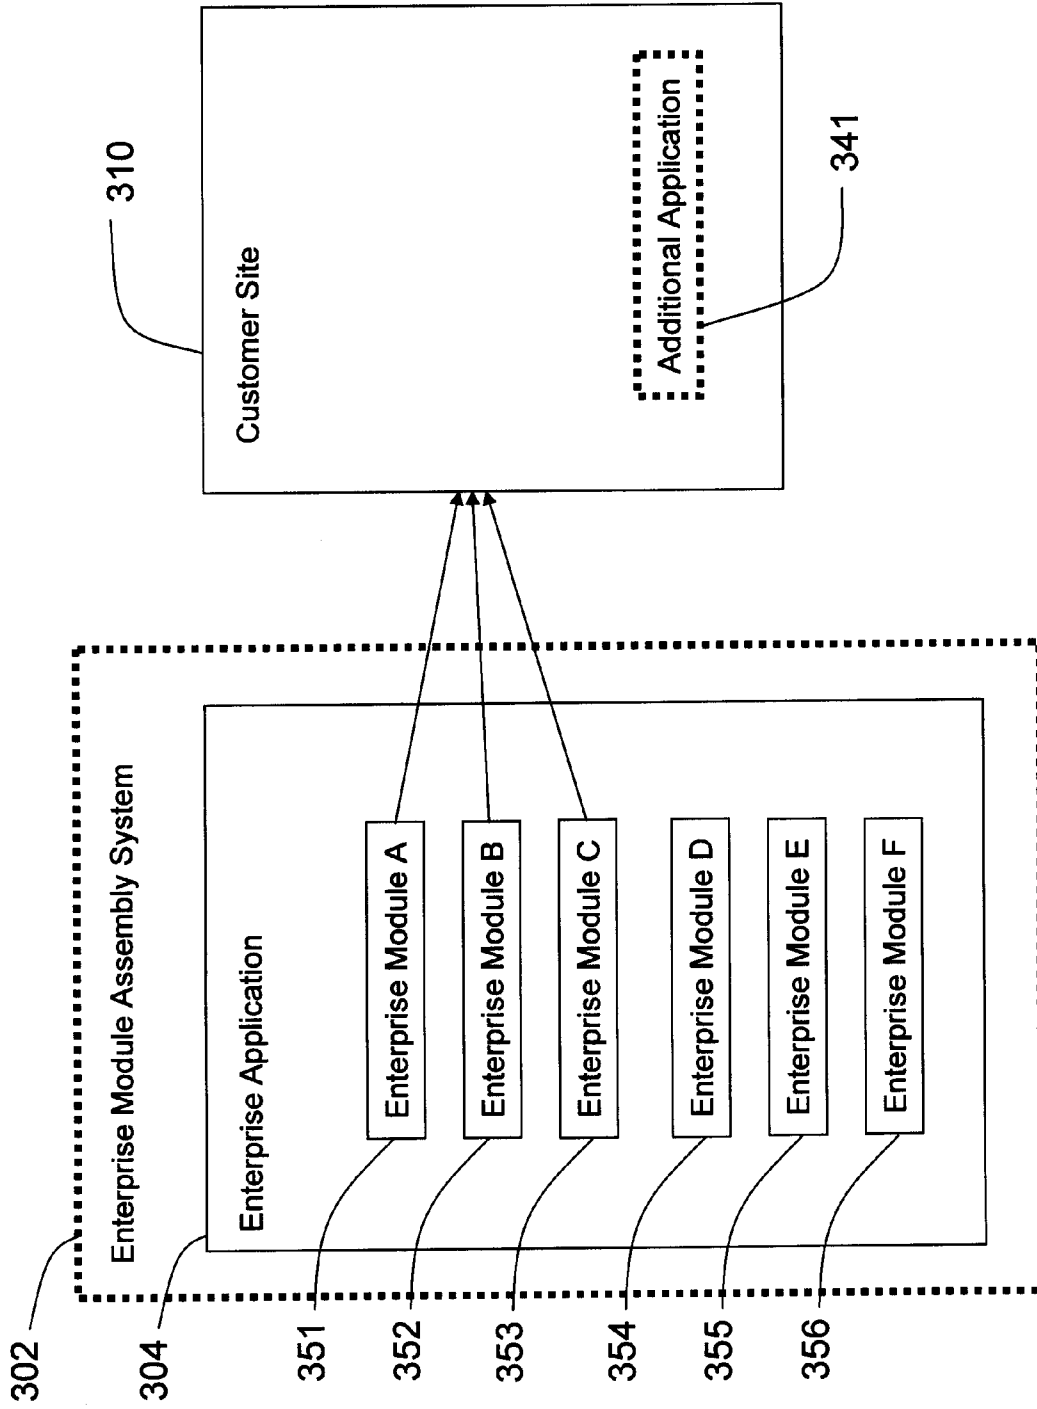 302
Enterprise Module Assembly System
304
Enterprise Application
351
Enterprise Module A
352
Enterprise Module B
353
Enterprise Module C
354
Enterprise Module D
355
Enterprise Module E
356
Enterprise Module F
310
Customer Site
Additional Application
341